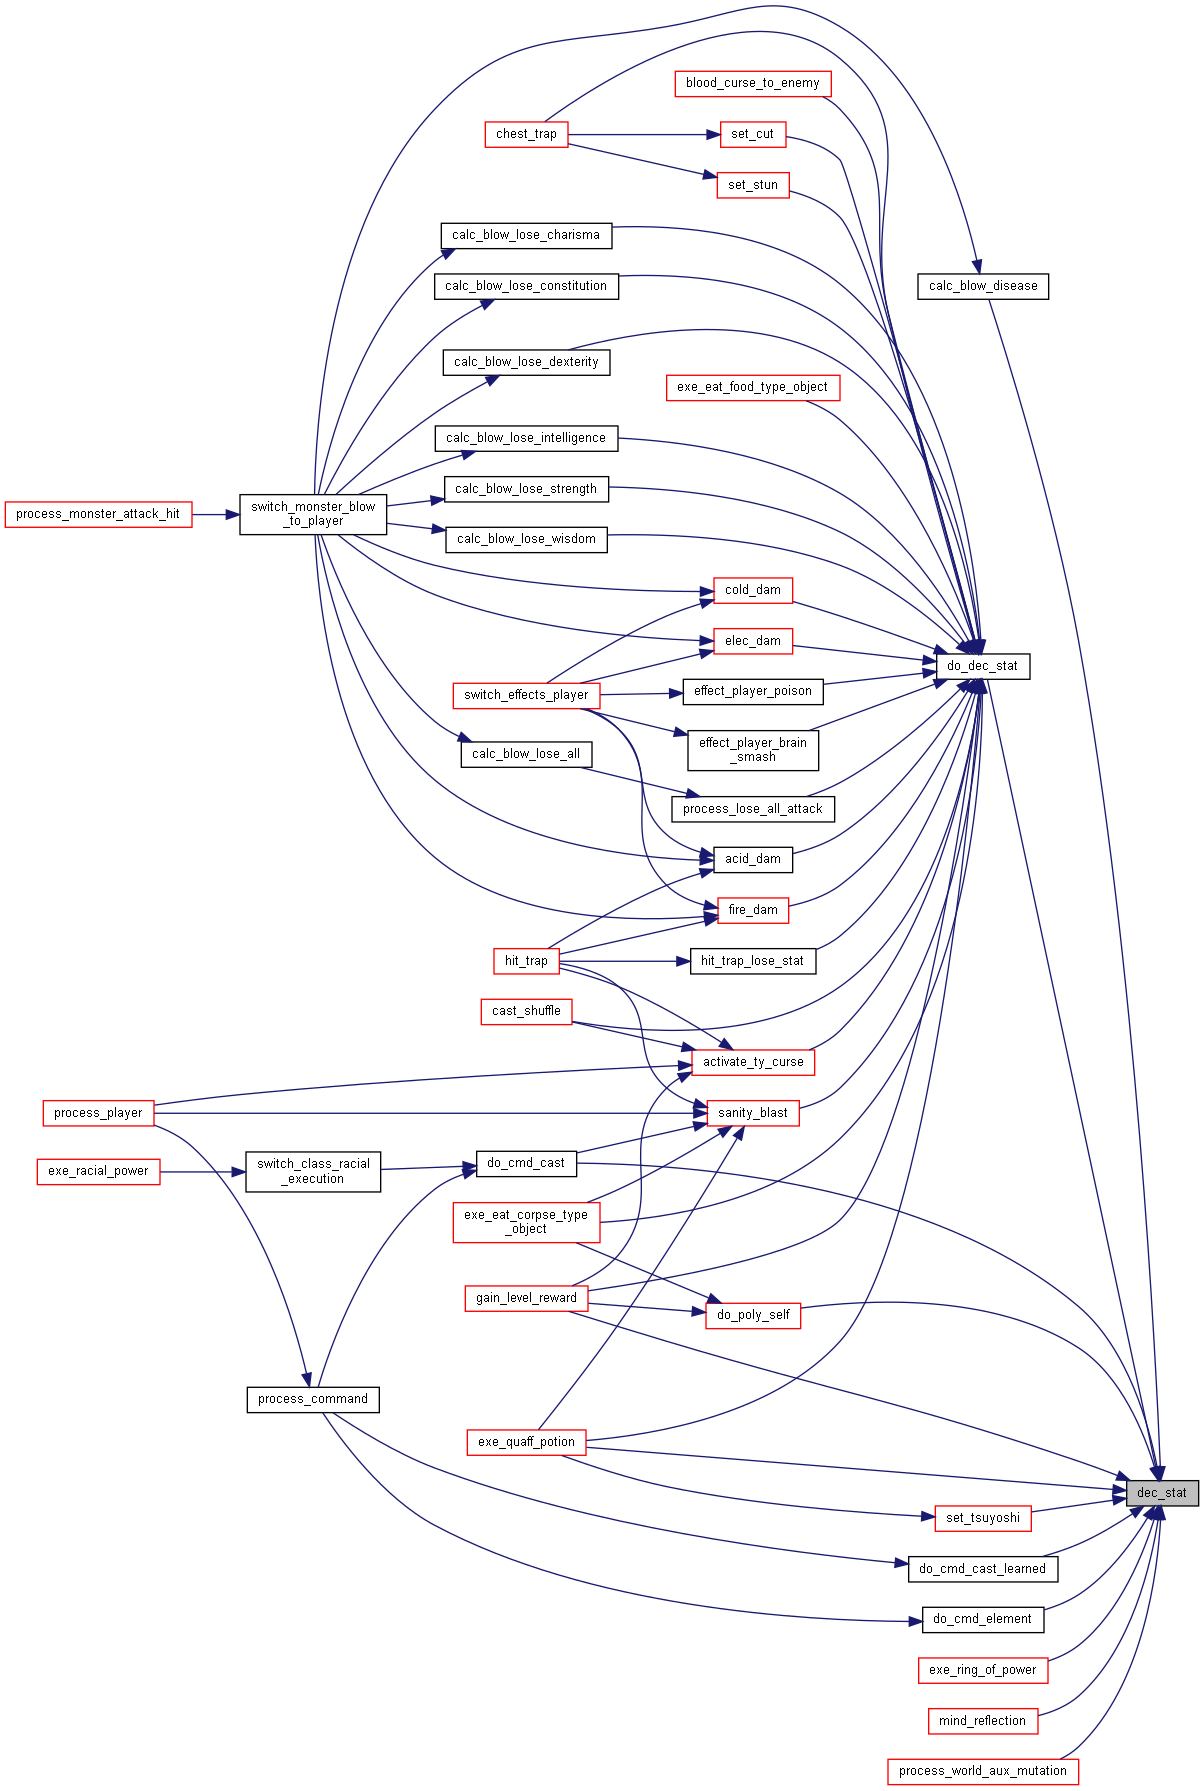 blood_curse_to_enemy
chest_trap
set_cut
set_stun
calc_blow_lose_charisma
calc_blow_lose_constitution
calc_blow_disease
calc_blow_lose_dexterity
exe_eat_food_type_object
calc_blow_lose_intelligence
calc_blow_lose_strength
process_monster_attack_hit
switch_monster_blow
_to_player
calc_blow_lose_wisdom
cold_dam
elec_dam
do_dec_stat
switch_effects_player
effect_player_poison
calc_blow_lose_all
effect_player_brain
_smash
process_lose_all_attack
acid_dam
fire_dam
hit_trap
hit_trap_lose_stat
cast_shuffle
activate_ty_curse
process_player
sanity_blast
exe_racial_power
switch_class_racial
_execution
do_cmd_cast
exe_eat_corpse_type
_object
gain_level_reward
do_poly_self
process_command
exe_quaff_potion
dec_stat
set_tsuyoshi
do_cmd_cast_learned
do_cmd_element
exe_ring_of_power
mind_reflection
process_world_aux_mutation